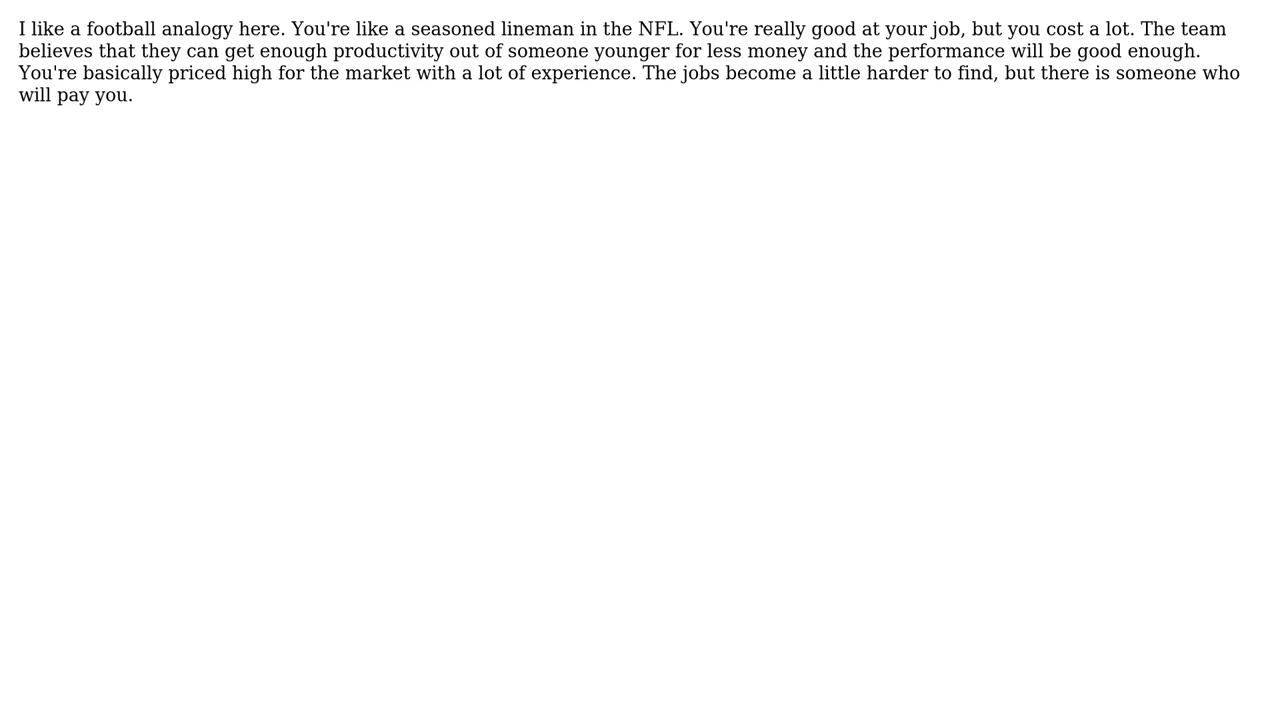 I like a football analogy here. You're like a seasoned lineman in the NFL. You're really good at your job, but you cost a lot. The team
believes that they can get enough productivity out of someone younger for less money and the performance will be good enough.
You're basically priced high for the market with a lot of experience. The jobs become a little harder to find, but there is someone who
will pay you.